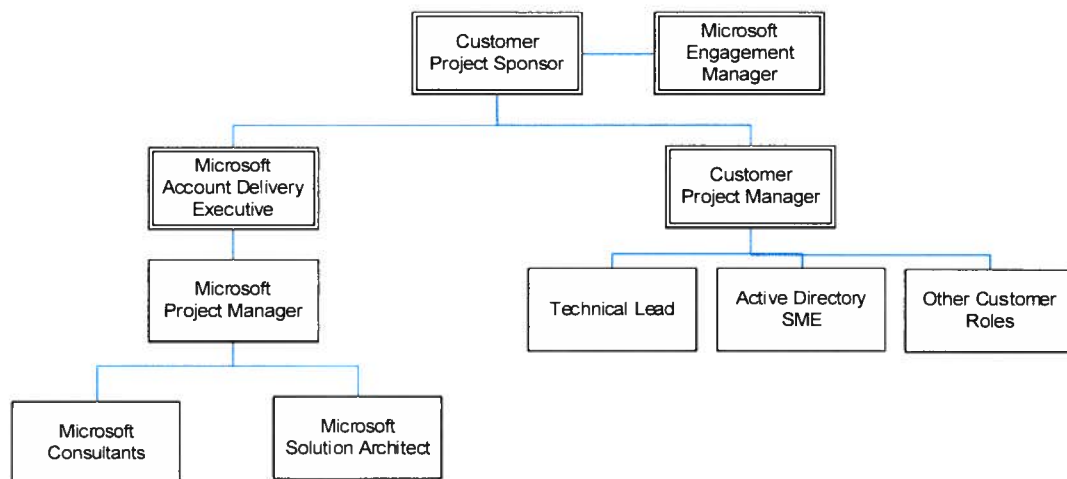 Customer
Project Sponsor
Microsoft
Engagement
Manager
Microsoft
Account Delivery
Executive
Customer
Project Manager
Microsoft
Project Manager
Technical Lead
Active Directory
SME
Other Customer
Roles
Microsoft
Consultants
Microsoft
Solution Architect